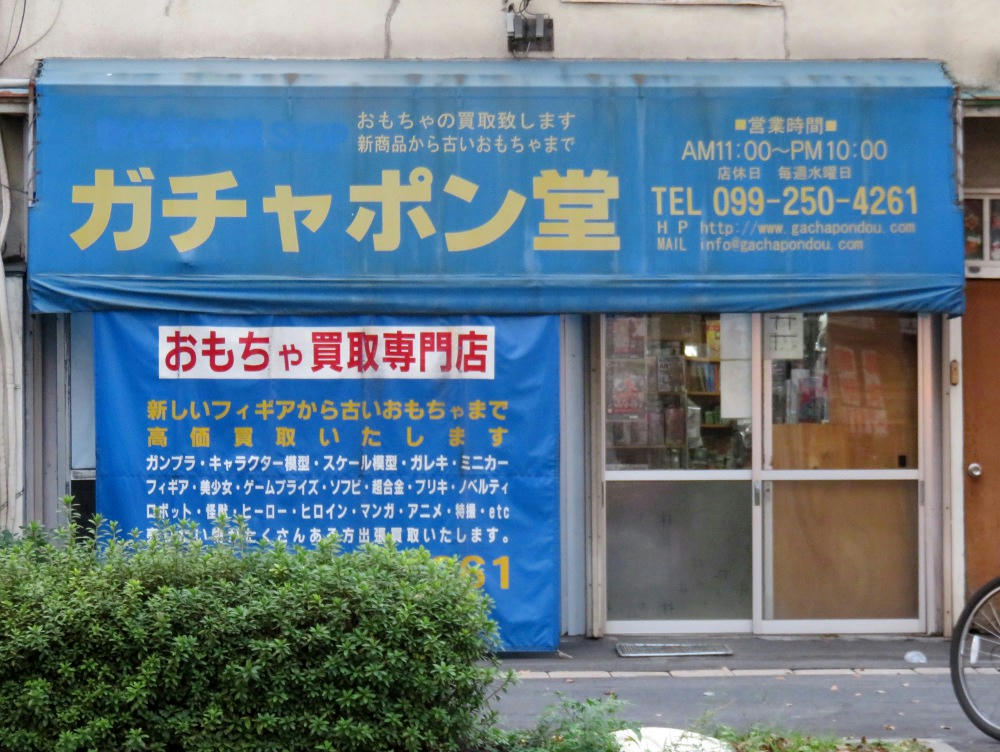 おもちゃの買取致します
新商品から古いおもちゃまで
ガチャポン堂
■営業時間■
AM11:00～PM10:00
店休日 毎週水曜日
TEL 099-250-4261
HP http://www.gachapondou.com
MAIL info@gachapondou.com
おもちゃ買取専門店
新しいフィギアから古いおもちゃまで
高価買取いたします
ガンプラ・キャラクター模型・スケール模型・ガレキ・ミニカー
フィギア・美少女・ゲームプライズ・ソフビ・超合金・ブリキ・ノベルティ
ロボット・怪獣・ヒーロー・ヒロイン・マンガ・アニメ・特撮・etc
たくさんある方出張買取いたします。
61